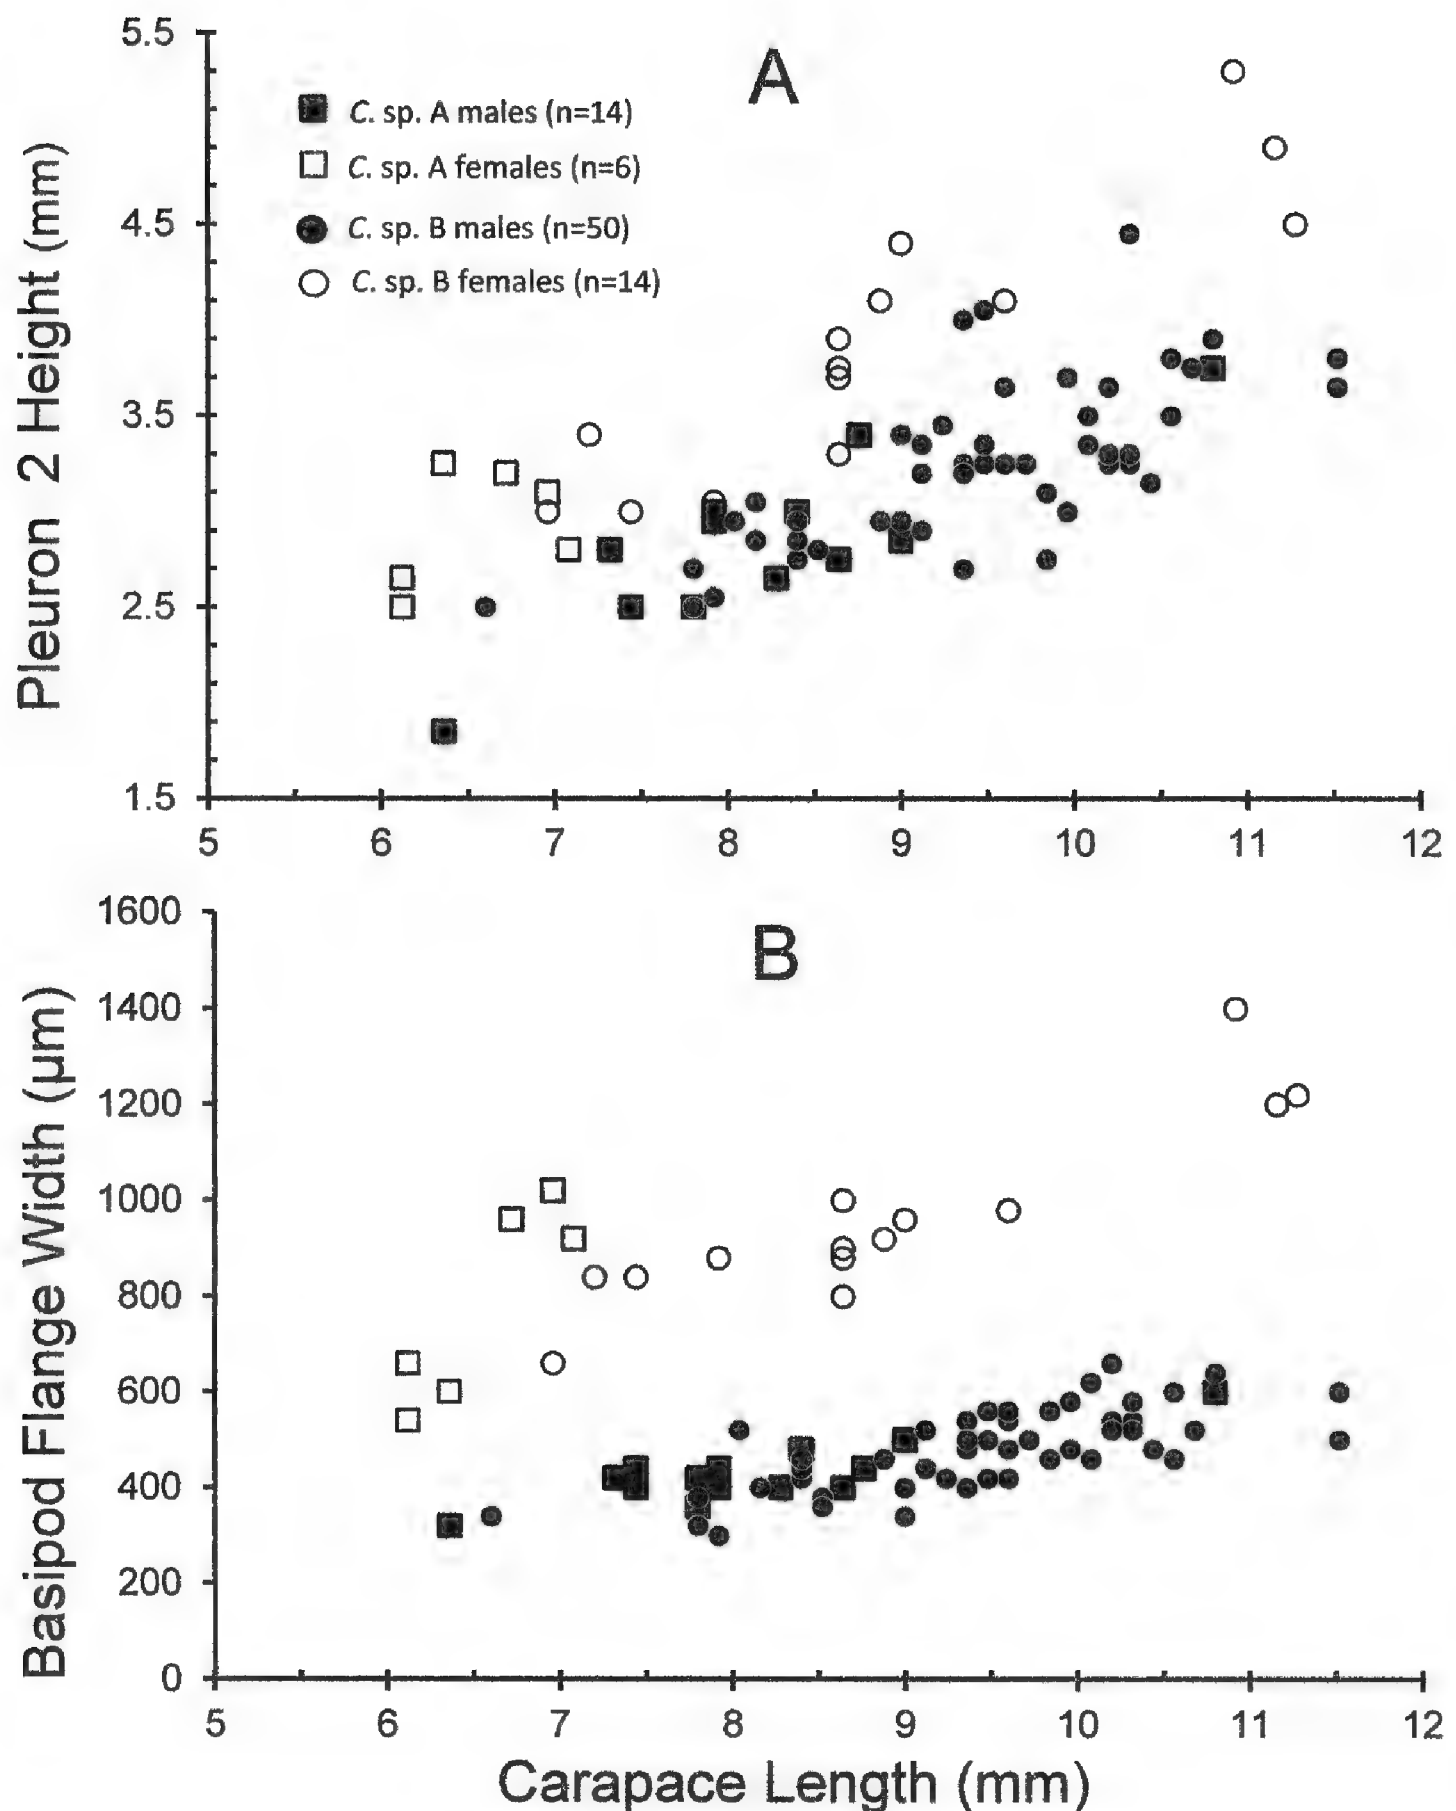 A
5.5
4.5
3.5
2.5
1.5
Pleuron 2 Height (mm)
C. sp. A males (n=14)
C. sp. A females (n=6)
C. sp. B males (n=50)
C. sp. B females (n=14)
5 6 7 8 9 10 11 12
B
1600
1400
1200
1000
800
600
400
200
0
Basipod Flange Width (µm)
5 6 7 8 9 10 11 12
Carapace Length (mm)